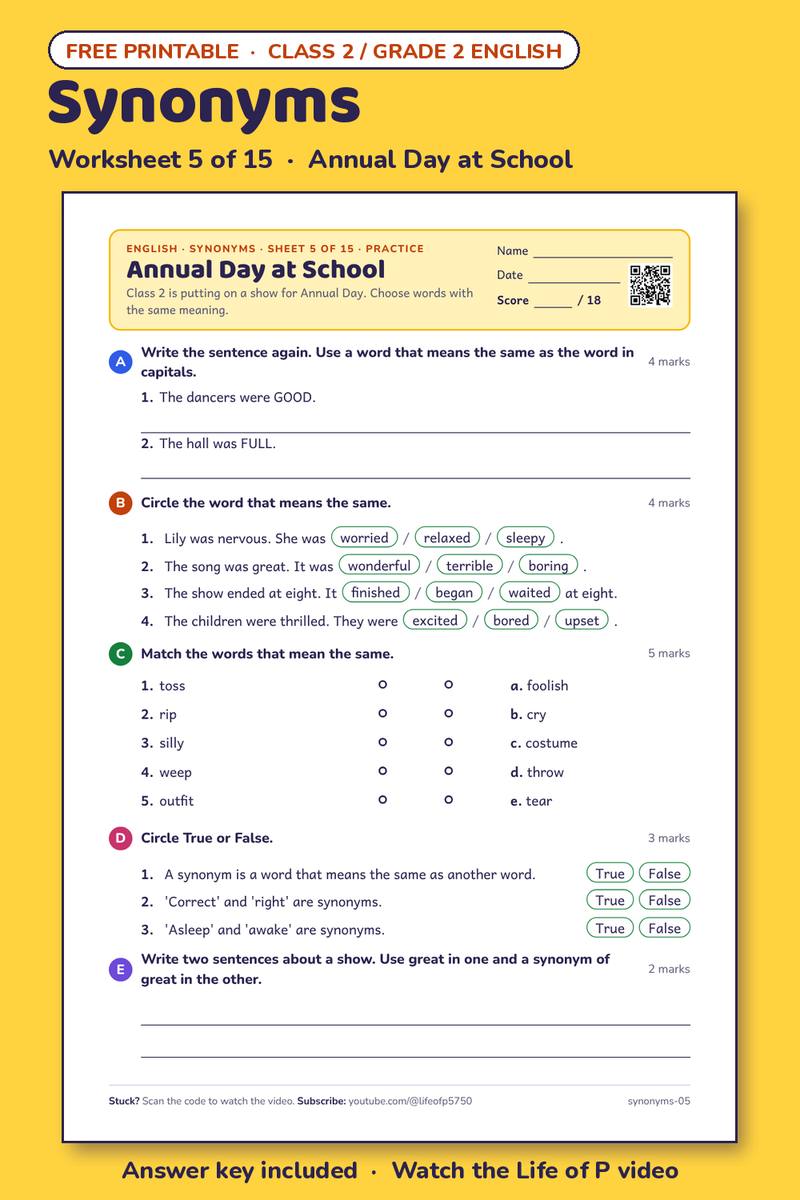 FREE PRINTABLE · CLASS 2 / GRADE 2 ENGLISH
Synonyms
Worksheet 5 of 15 · Annual Day at School
ENGLISH · SYNONYMS · SHEET 5 OF 15 · PRACTICE
Annual Day at School
Class 2 is putting on a show for Annual Day. Choose words with
the same meaning.
Name
Date
Score / 18
A Write the sentence again. Use a word that means the same as the word in
capitals.
4 marks
1. The dancers were GOOD.
2. The hall was FULL.
B Circle the word that means the same. 4 marks
1. Lily was nervous. She was worried / relaxed / sleepy .
2. The song was great. It was wonderful / terrible / boring .
3. The show ended at eight. It finished / began / waited at eight.
4. The children were thrilled. They were excited / bored / upset .
C Match the words that mean the same. 5 marks
1. toss a. foolish
2. rip b. cry
3. silly c. costume
4. weep d. throw
5. outfit e. tear
D Circle True or False. 3 marks
1. A synonym is a word that means the same as another word. True False
2. 'Correct' and 'right' are synonyms. True False
3. 'Asleep' and 'awake' are synonyms. True False
E Write two sentences about a show. Use great in one and a synonym of
great in the other.
2 marks
Stuck? Scan the code to watch the video. Subscribe: youtube.com/@lifeofp5750 synonyms-05
Answer key included · Watch the Life of P video